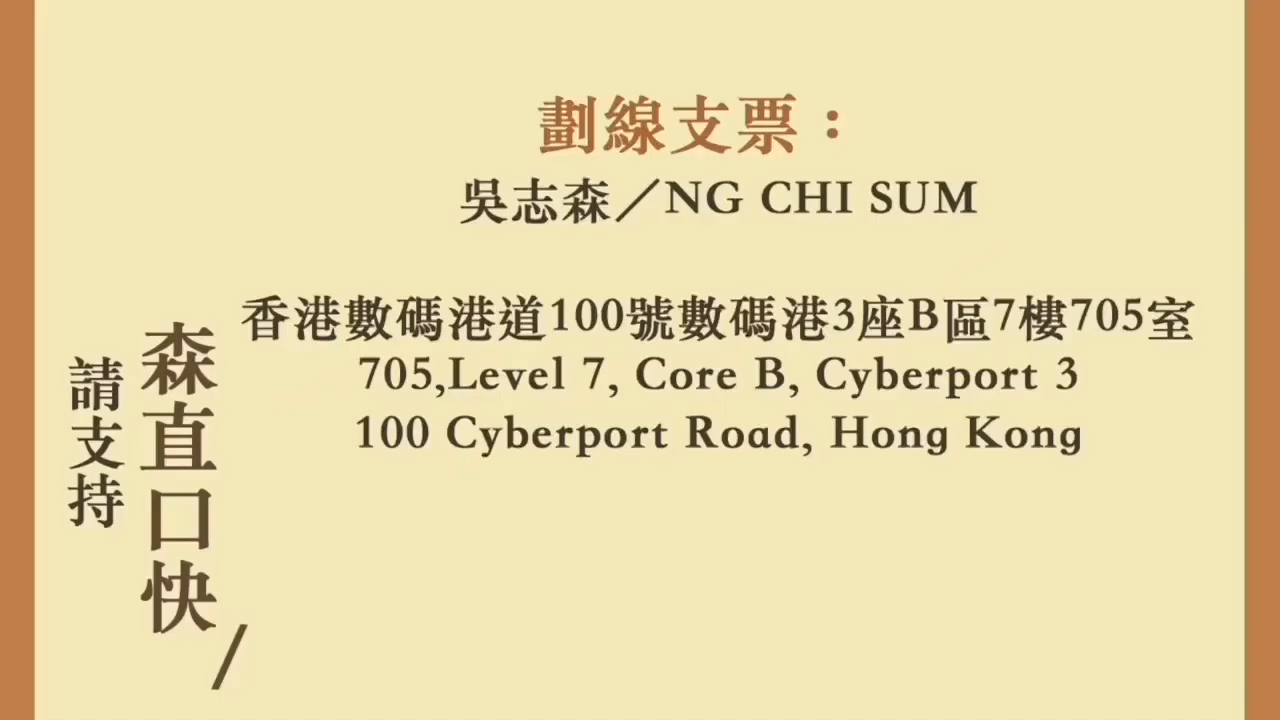 劃線支票：
吳志森／NG CHI SUM
香港數碼港道100號數碼港3座B區7樓705室
705,Level 7, Core B, Cyberport 3
100 Cyberport Road, Hong Kong
請支持
森直口快/